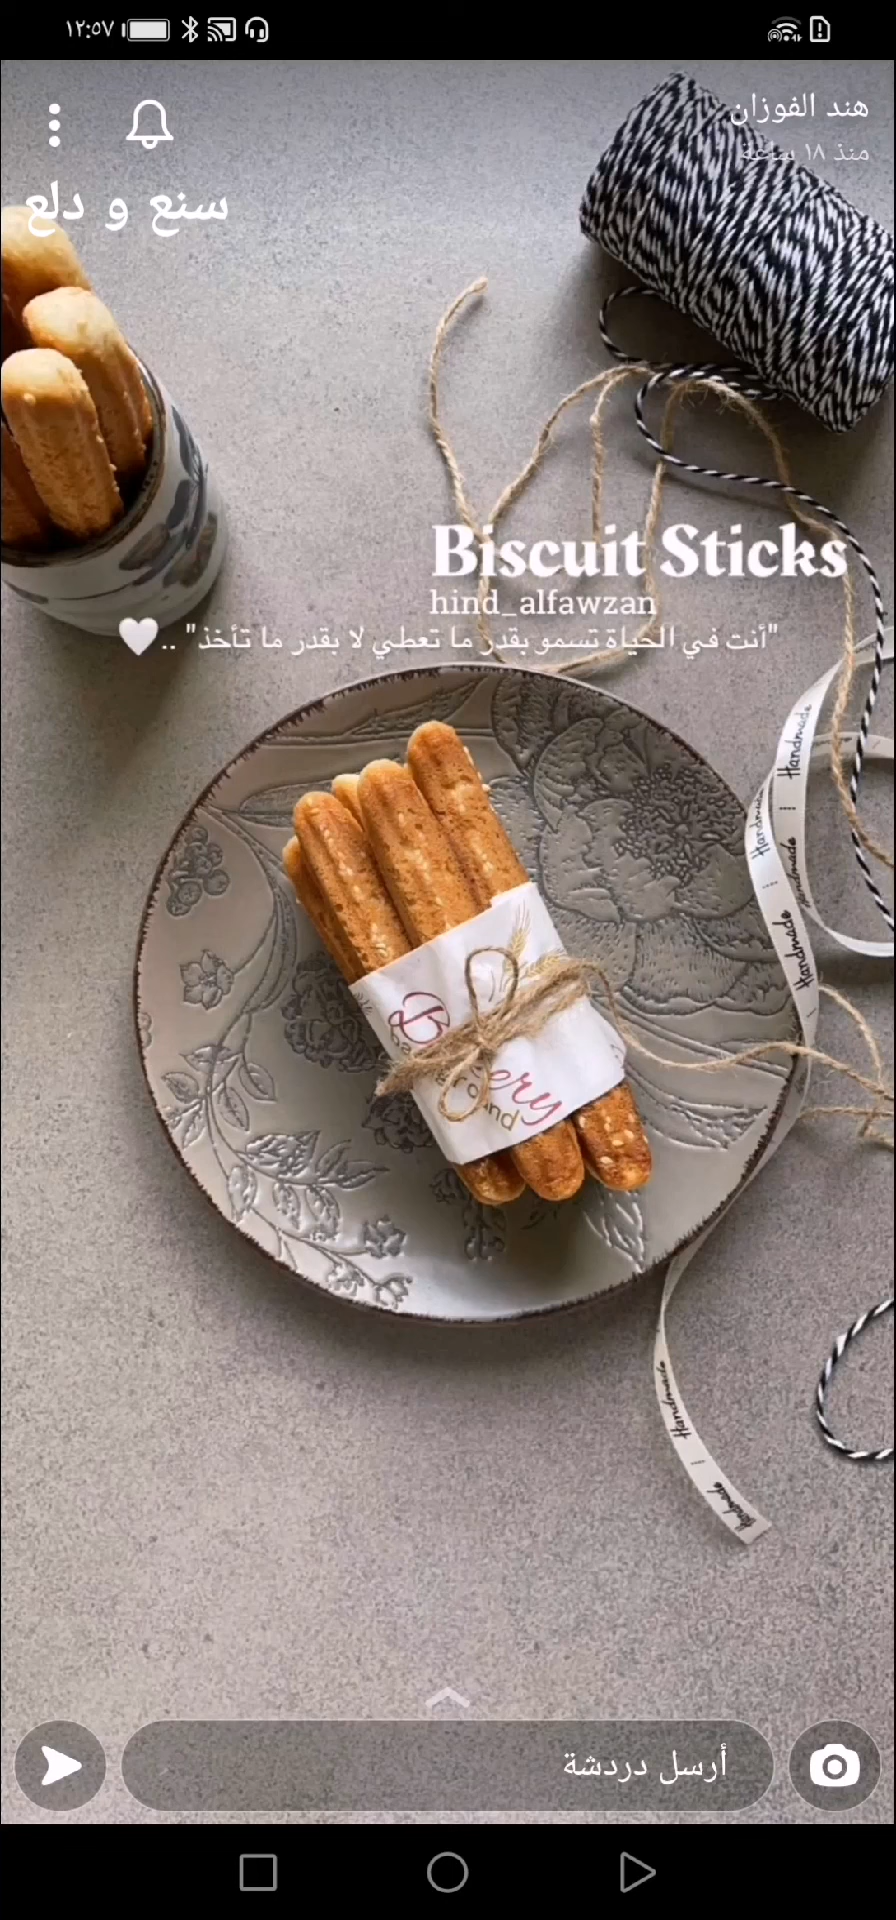 ١٢:٥٧
هند الفوزان
منذ ١٨ ساعة
سنع و دلع
Biscuit Sticks
hind_alfawzan
"أنت في الحياة تسمو بقدر ما تعطي لا بقدر ما تأخذ" ..🤍
Handmade
Handmade
Handmade
Handmade
Handmade
Handmade
أرسل دردشة